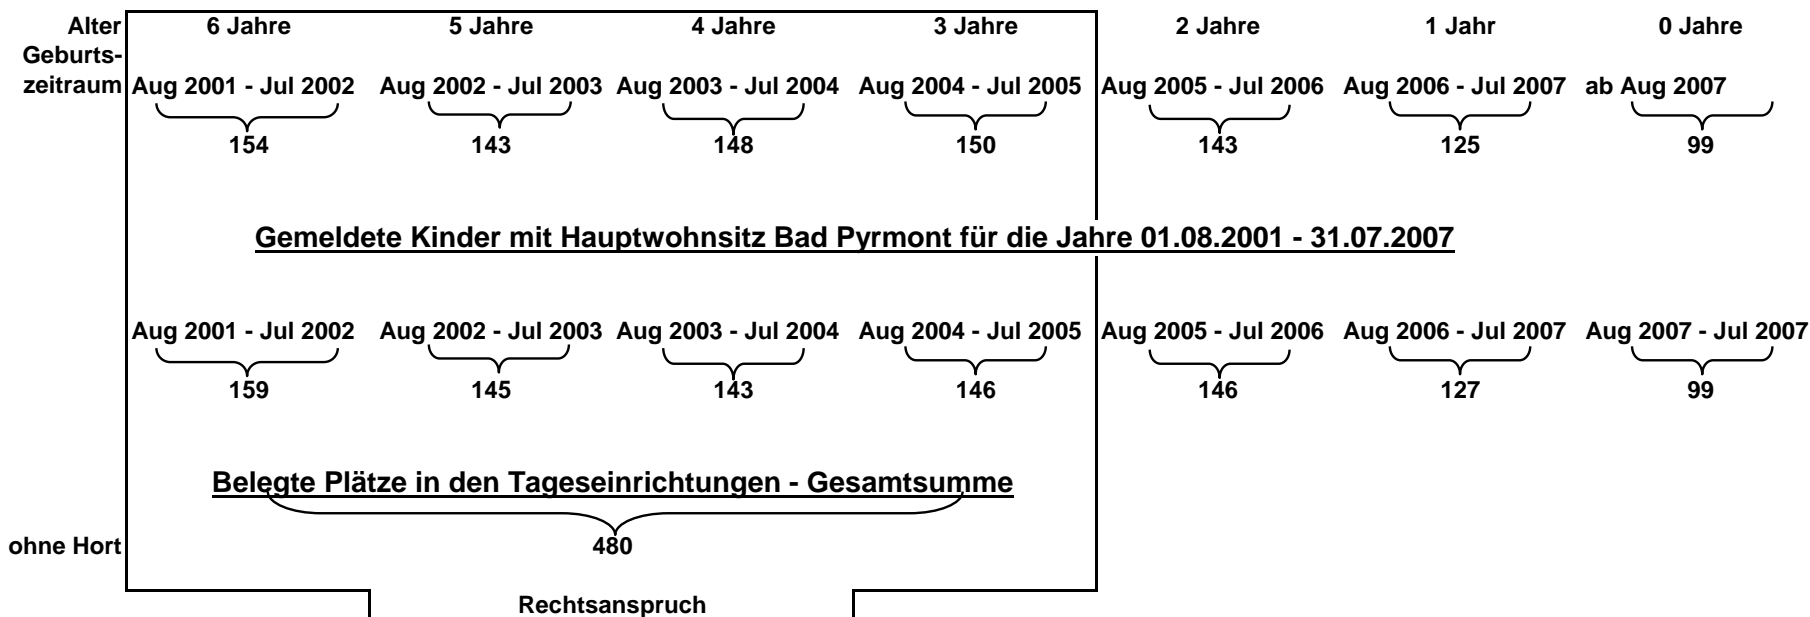 Alter 6 Jahre 5 Jahre 4 Jahre 3 Jahre 2 Jahre 1 Jahr 0 Jahre
Geburts-
zeitraum Aug 2001 - Jul 2002 Aug 2002 - Jul 2003 Aug 2003 - Jul 2004 Aug 2004 - Jul 2005 Aug 2005 - Jul 2006 Aug 2006 - Jul 2007 ab Aug 2007
154 143 148 150 143 125 99
Gemeldete Kinder mit Hauptwohnsitz Bad Pyrmont für die Jahre 01.08.2001 - 31.07.2007
Aug 2001 - Jul 2002 Aug 2002 - Jul 2003 Aug 2003 - Jul 2004 Aug 2004 - Jul 2005 Aug 2005 - Jul 2006 Aug 2006 - Jul 2007 Aug 2007 - Jul 2007
159 145 143 146 146 127 99
Belegte Plätze in den Tageseinrichtungen - Gesamtsumme
ohne Hort 480
Rechtsanspruch